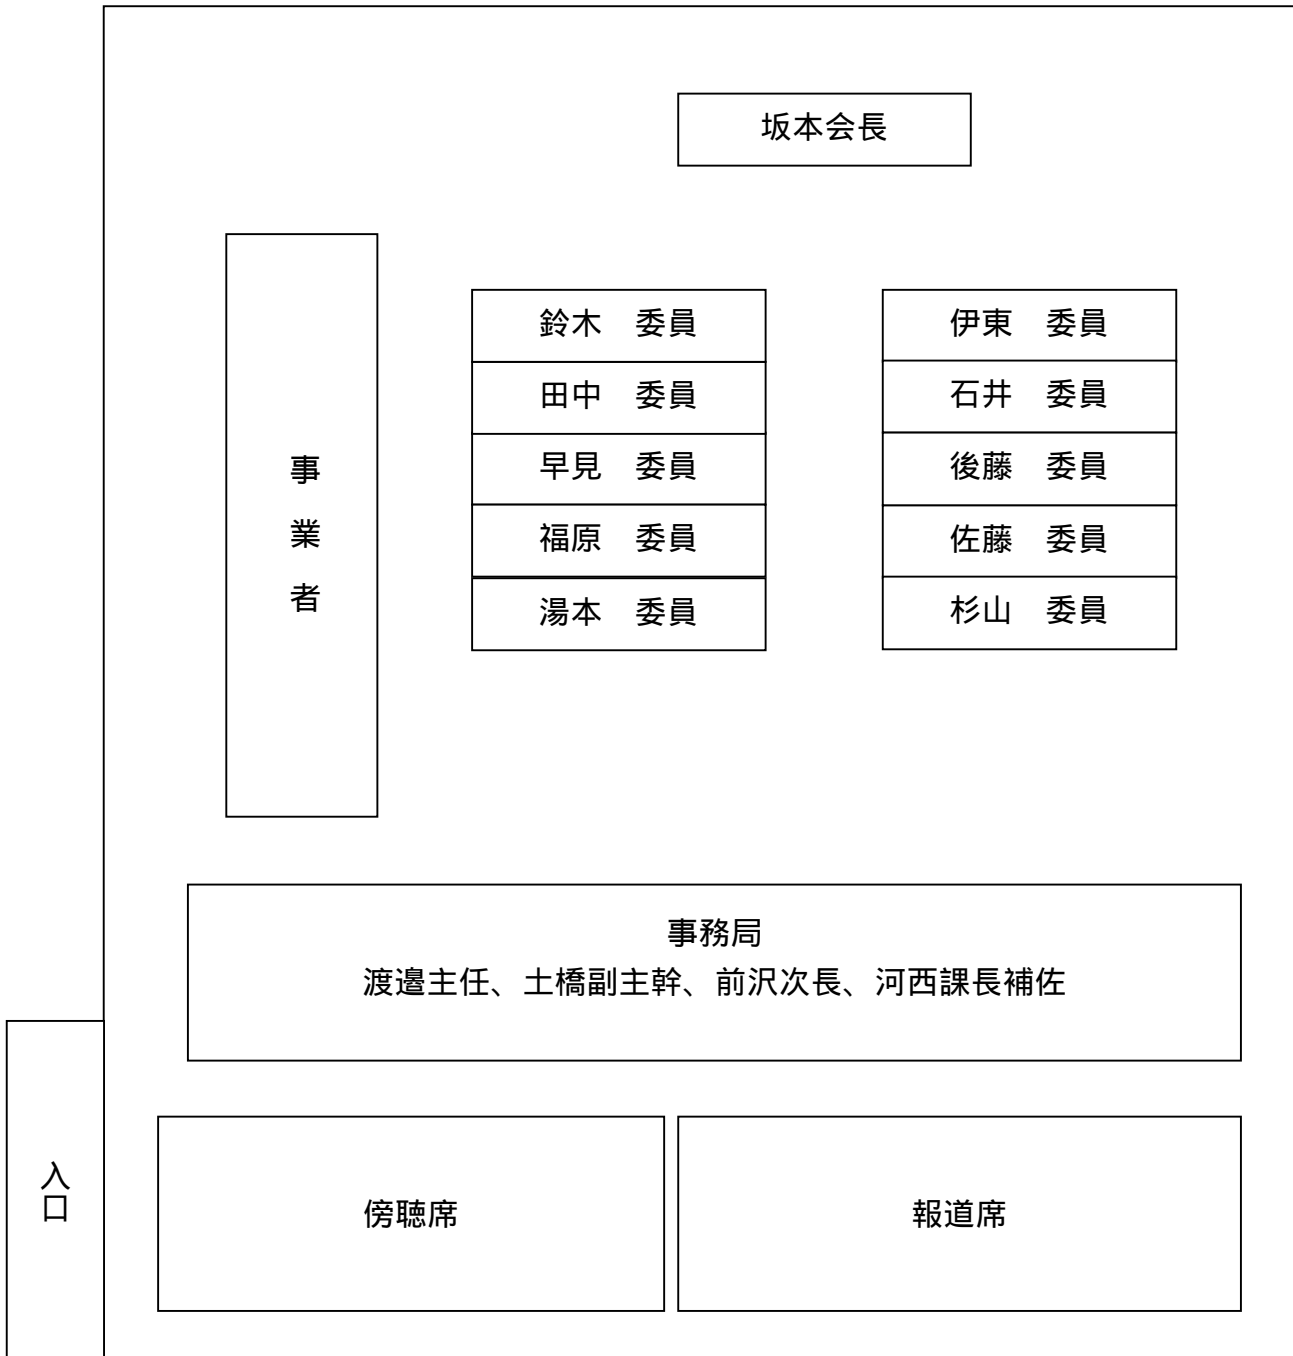 坂本会長
事業者
鈴木　委員
田中　委員
早見　委員
福原　委員
湯本　委員
伊東　委員
石井　委員
後藤　委員
佐藤　委員
杉山　委員
事務局
渡邉主任、土橋副主幹、前沢次長、河西課長補佐
入口
傍聴席
報道席